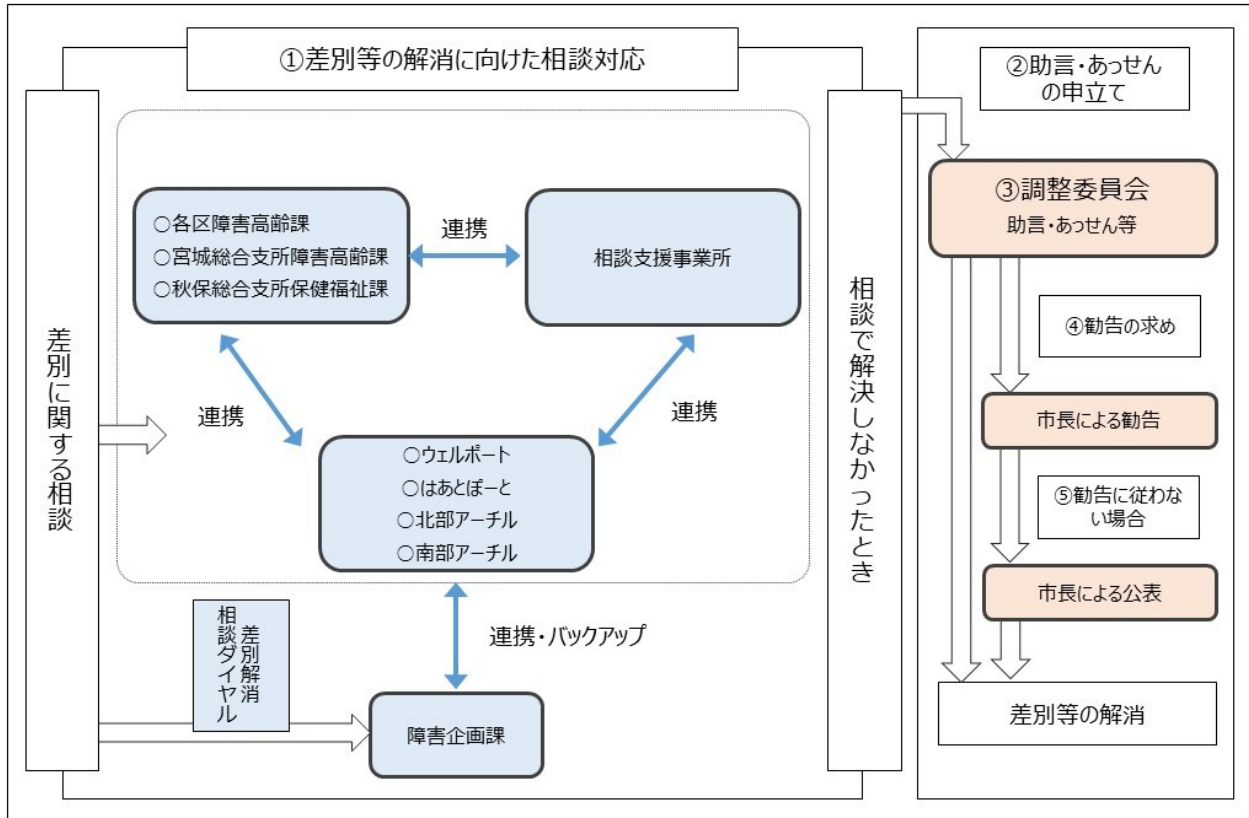 ①差別等の解消に向けた相談対応
差別に関する相談
○各区障害高齢課
○宮城総合支所障害高齢課
○秋保総合支所保健福祉課
連携
相談支援事業所
連携
連携
○ウェルポート
○はあとぽーと
○北部アーチル
○南部アーチル
連携・バックアップ
差別解消
相談ダイヤル
障害企画課
相談で解決しなかったとき
②助言・あっせん
の申立て
③調整委員会
助言・あっせん等
④勧告の求め
市長による勧告
⑤勧告に従わな
い場合
市長による公表
差別等の解消